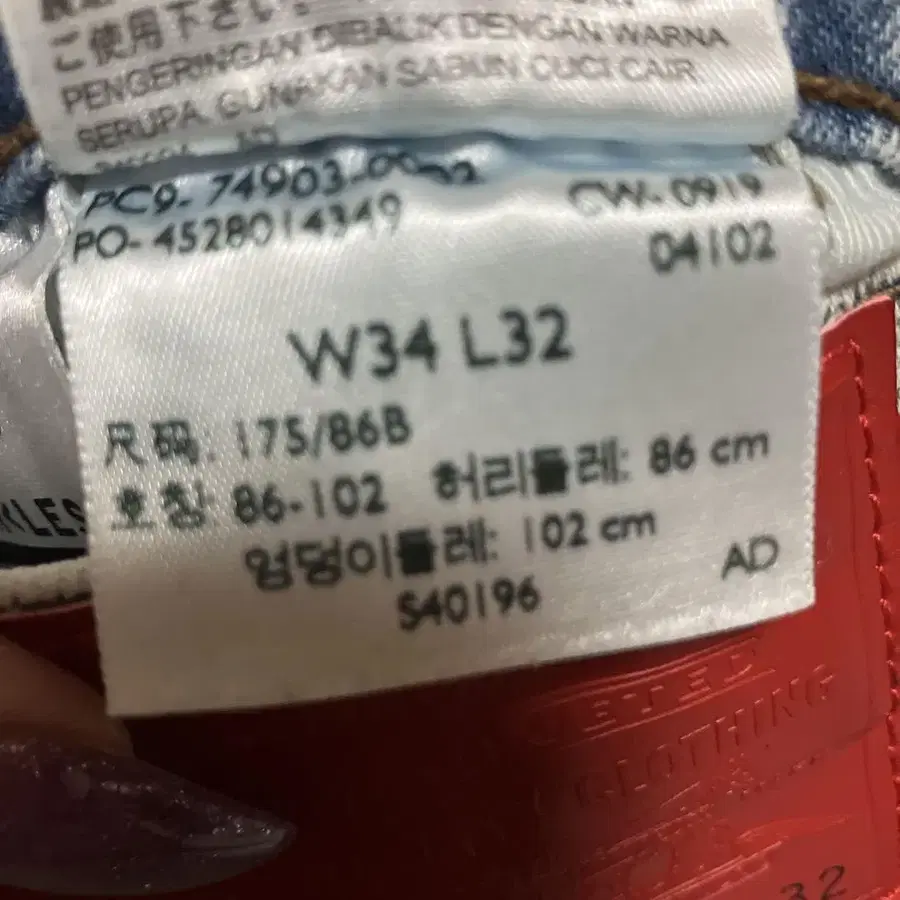 ご使用下さい。
PENGERINGAN DIBALIK DENGAN WARNA
SERUPA, GUNAKAN SABUN CUCI CAIR
PC9- 74903-0032
PO- 4528014349
CW- 0919
04102
W34 L32
尺码: 175/86B
호칭: 86-102 허리둘레: 86 cm
엉덩이둘레: 102 cm
AD
S40196
KLES
CLOTHING
32